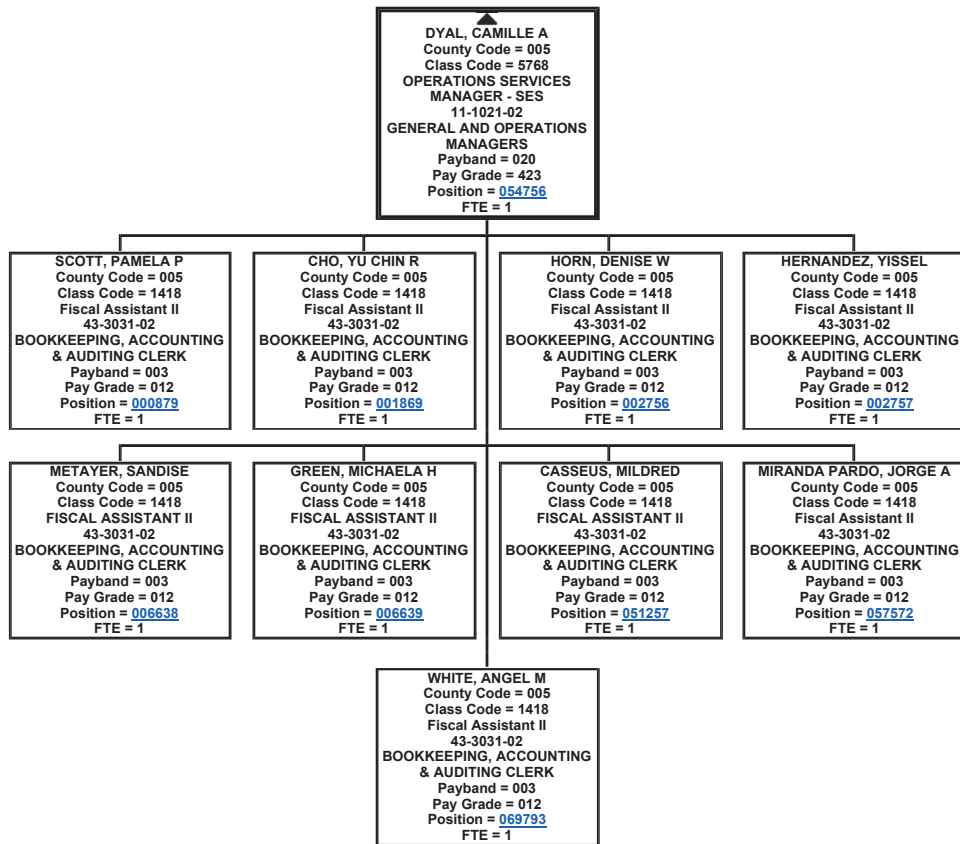 DYAL, CAMILLE A
County Code = 005
Class Code = 5768
OPERATIONS SERVICES
MANAGER - SES
11-1021-02
GENERAL AND OPERATIONS
MANAGERS
Payband = 020
Pay Grade = 423
Position = 054756
FTE = 1
SCOTT, PAMELA P
County Code = 005
Class Code = 1418
Fiscal Assistant II
43-3031-02
BOOKKEEPING, ACCOUNTING
& AUDITING CLERK
Payband = 003
Pay Grade = 012
Position = 000879
FTE = 1
CHO, YU CHIN R
County Code = 005
Class Code = 1418
Fiscal Assistant II
43-3031-02
BOOKKEEPING, ACCOUNTING
& AUDITING CLERK
Payband = 003
Pay Grade = 012
Position = 001869
FTE = 1
HORN, DENISE W
County Code = 005
Class Code = 1418
Fiscal Assistant II
43-3031-02
BOOKKEEPING, ACCOUNTING
& AUDITING CLERK
Payband = 003
Pay Grade = 012
Position = 002756
FTE = 1
HERNANDEZ, YISSEL
County Code = 005
Class Code = 1418
Fiscal Assistant II
43-3031-02
BOOKKEEPING, ACCOUNTING
& AUDITING CLERK
Payband = 003
Pay Grade = 012
Position = 002757
FTE = 1
METAYER, SANDISE
County Code = 005
Class Code = 1418
FISCAL ASSISTANT II
43-3031-02
BOOKKEEPING, ACCOUNTING
& AUDITING CLERK
Payband = 003
Pay Grade = 012
Position = 006638
FTE = 1
GREEN, MICHAELA H
County Code = 005
Class Code = 1418
FISCAL ASSISTANT II
43-3031-02
BOOKKEEPING, ACCOUNTING
& AUDITING CLERK
Payband = 003
Pay Grade = 012
Position = 006639
FTE = 1
CASSEUS, MILDRED
County Code = 005
Class Code = 1418
FISCAL ASSISTANT II
43-3031-02
BOOKKEEPING, ACCOUNTING
& AUDITING CLERK
Payband = 003
Pay Grade = 012
Position = 051257
FTE = 1
MIRANDA PARDO, JORGE A
County Code = 005
Class Code = 1418
Fiscal Assistant II
43-3031-02
BOOKKEEPING, ACCOUNTING
& AUDITING CLERK
Payband = 003
Pay Grade = 012
Position = 057572
FTE = 1
WHITE, ANGEL M
County Code = 005
Class Code = 1418
Fiscal Assistant II
43-3031-02
BOOKKEEPING, ACCOUNTING
& AUDITING CLERK
Payband = 003
Pay Grade = 012
Position = 069793
FTE = 1